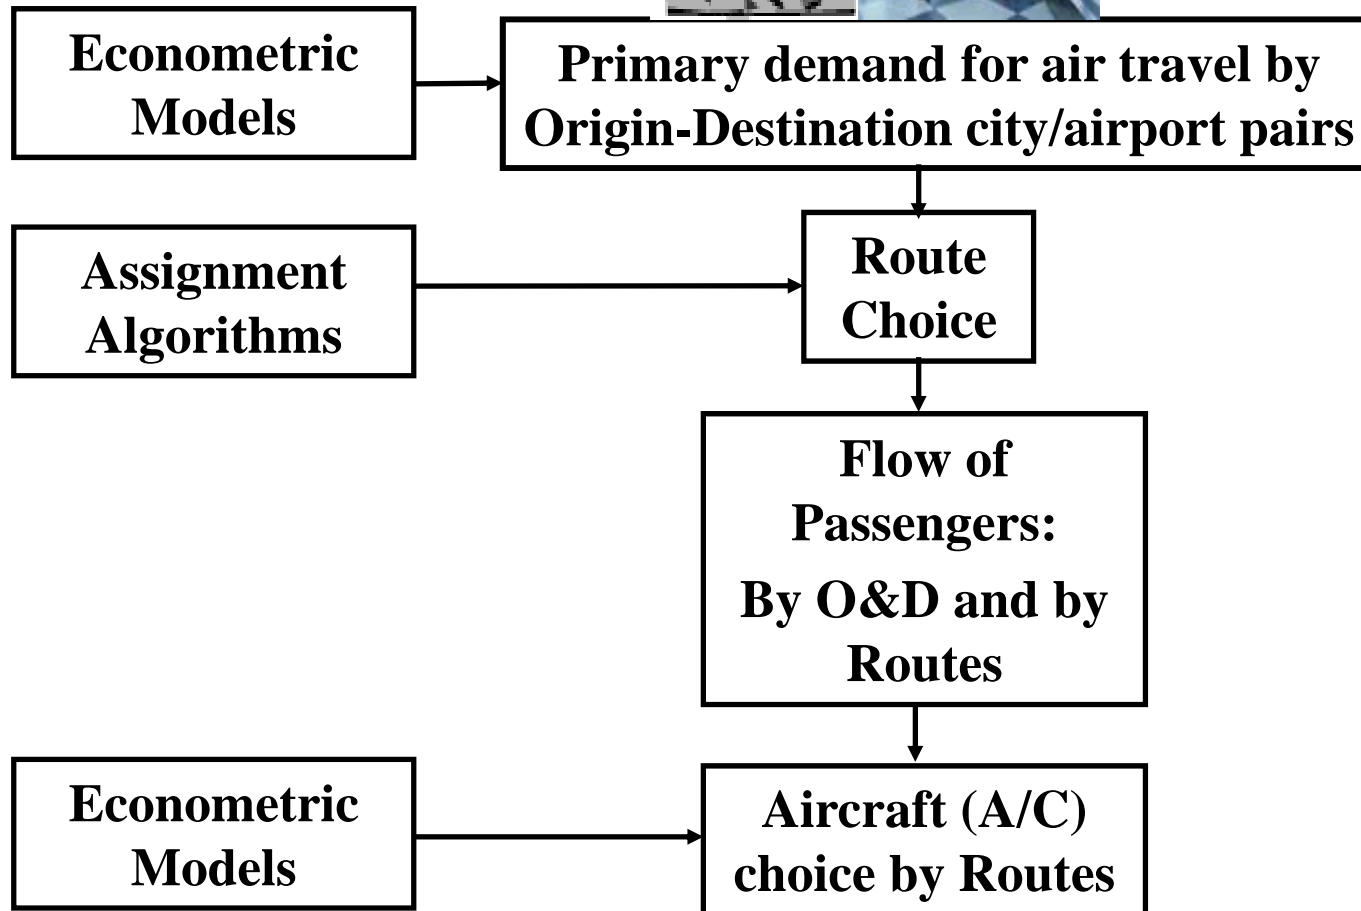 Econometric
Models
Primary demand for air travel by
Origin-Destination city/airport pairs
Assignment
Algorithms
Route
Choice
Flow of
Passengers:
By O&D and by
Routes
Econometric
Models
Aircraft (A/C)
choice by Routes